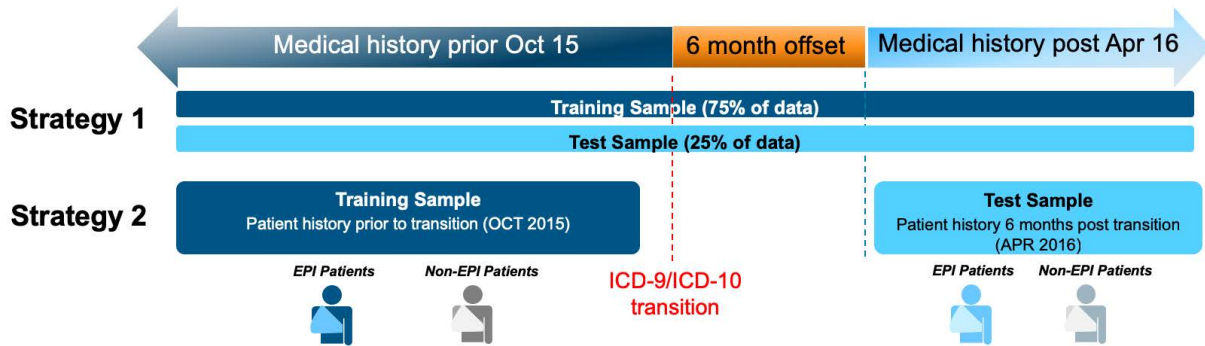 Medical history prior Oct 15
6 month offset
Medical history post Apr 16
Strategy 1
Training Sample (75% of data)
Test Sample (25% of data)
Strategy 2
Training Sample
Patient history prior to transition (OCT 2015)
Test Sample
Patient history 6 months post transition
(APR 2016)
EPI Patients
Non-EPI Patients
ICD-9/ICD-10
transition
EPI Patients
Non-EPI Patients